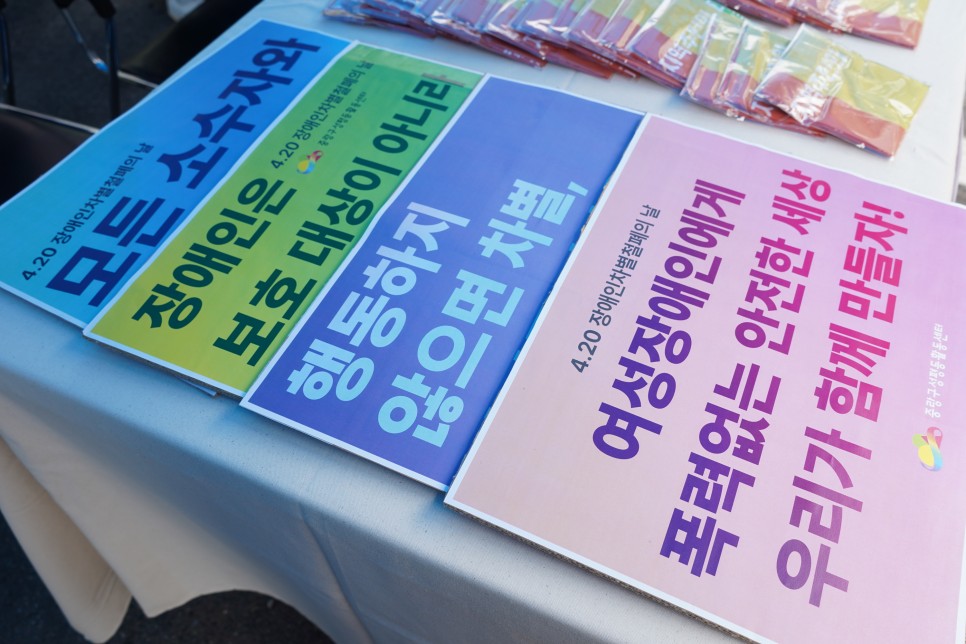 4.20 장애인차별철폐의 날
모든 소수자와
4.20 장애인차별철폐의 날
장애인은
보호 대상이 아니라
행동하지
않으면 차별,
4.20 장애인차별철폐의 날
여성장애인에게
폭력없는 안전한 세상
우리가 함께 만들자!